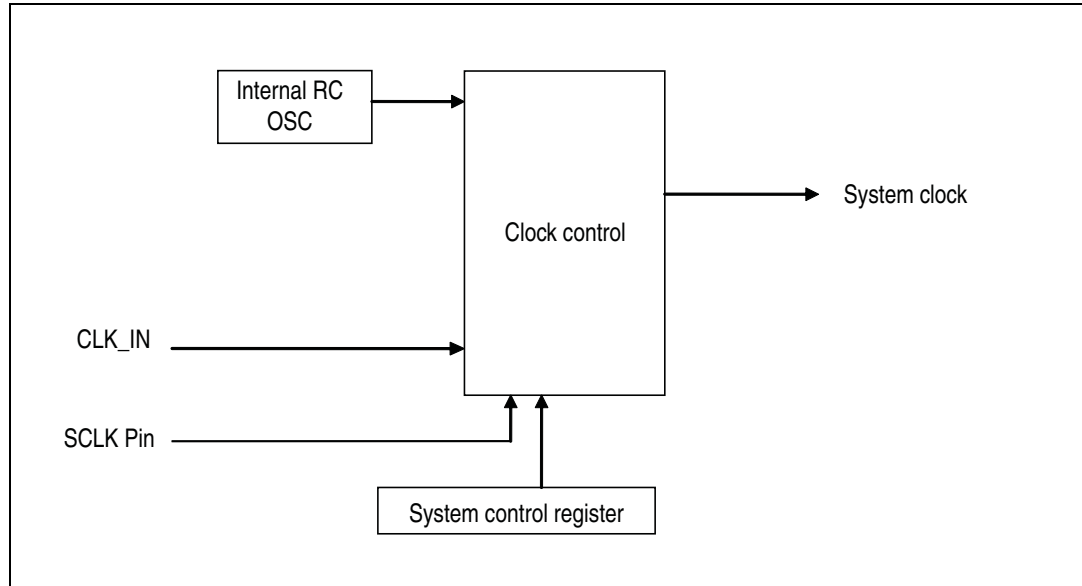 Internal RC
OSC
Clock control
System clock
CLK_IN
SCLK Pin
System control register